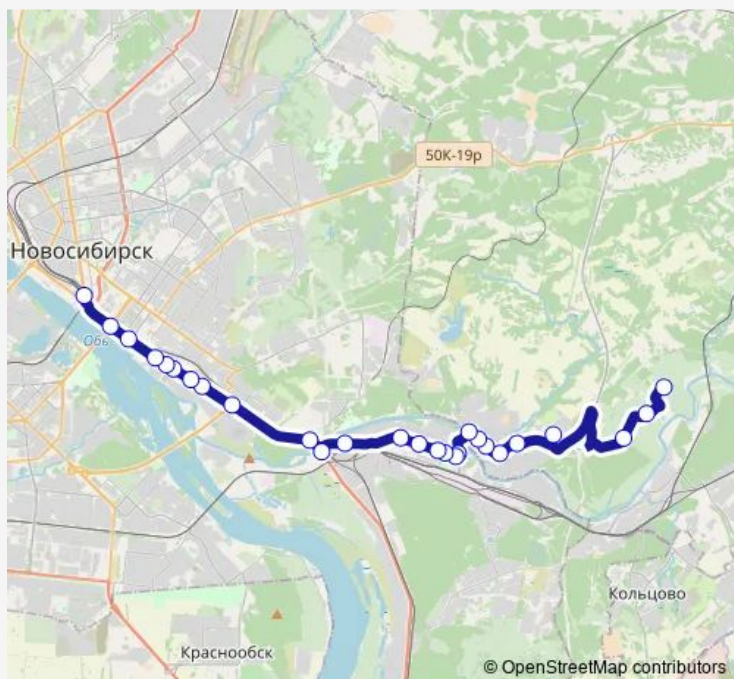 50К-19р
Новосибирск
Обь
Кольцово
Краснообск
© OpenStreetMap contributors